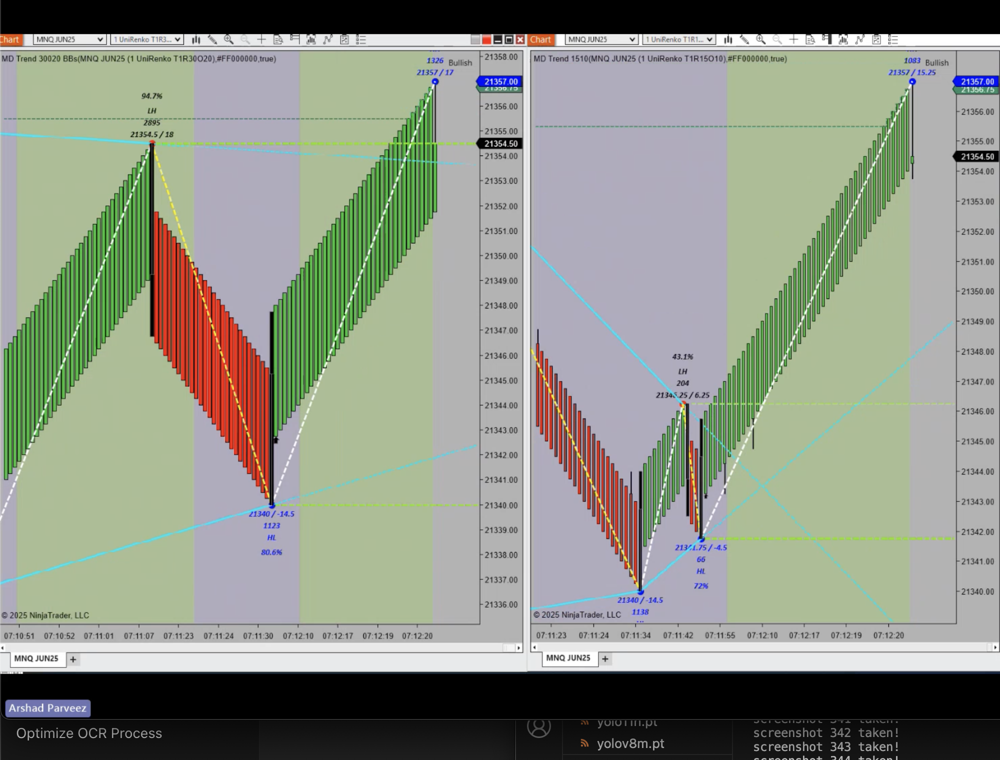 Chart
MNQ JUN25
1 UniRenko T1R3...
Chart
MNQ JUN25
1 UniRenko T1R1...
MD Trend 30020 BBs(MNQ JUN25 (1 UniRenko T1R30O20),#FF000000,true)
1326 Bullish
21357 / 17
94.7%
LH
2895
21354.5 / 18
21340 / -14.5
1123
HL
80.6%
21358.00
21357.00
21356.75
21356.00
21355.00
21354.50
21354.00
21353.00
21352.00
21351.00
21350.00
21349.00
21348.00
21347.00
21346.00
21345.00
21344.00
21343.00
21342.00
21341.00
21340.00
21339.00
21338.00
21337.00
21336.00
© 2025 NinjaTrader, LLC
07:10:51 07:10:52 07:11:01 07:11:07 07:11:23 07:11:24 07:11:30 07:12:10 07:12:17 07:12:19 07:12:20
MNQ JUN25 +
MD Trend 1510(MNQ JUN25 (1 UniRenko T1R15O10),#FF000000,true)
1083 Bullish
21357 / 15.25
43.1%
LH
204
/ 6.25
/ -4.5
66
HL
72%
21340 / -14.5
1138
21357.00
21356.75
21356.00
21355.00
21354.50
21354.00
21353.00
21352.00
21351.00
21350.00
21349.00
21348.00
21347.00
21346.00
21345.00
21344.00
21343.00
21342.00
21341.00
21340.00
© 2025 NinjaTrader, LLC
07:11:23 07:11:24 07:11:34 07:11:42 07:11:55 07:12:10 07:12:17 07:12:19 07:12:20
MNQ JUN25 +
Arshad Parveez
Optimize OCR Process
yolo11n.pt
yolov8m.pt
screenshot 341 taken!
screenshot 342 taken!
screenshot 343 taken!
screenshot 344 taken!